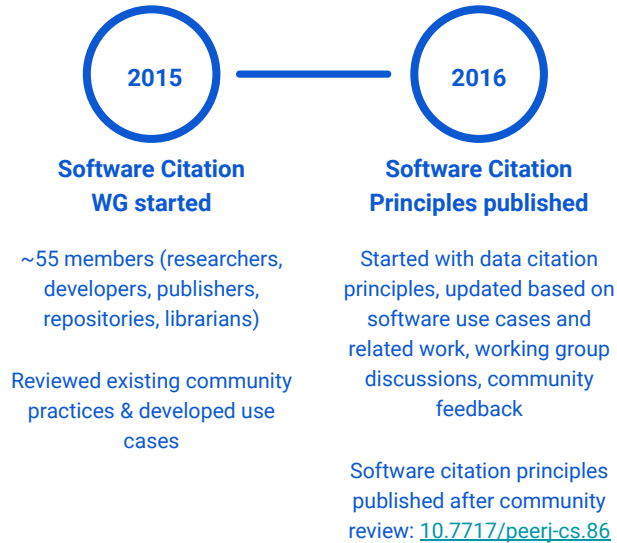 2015
Software Citation
WG started
~55 members (researchers,
developers, publishers,
repositories, librarians)
Reviewed existing community
practices & developed use
cases
2016
Software Citation
Principles published
Started with data citation
principles, updated based on
software use cases and
related work, working group
discussions, community
feedback
Software citation principles
published after community
review: 10.7717/peerj-cs.86